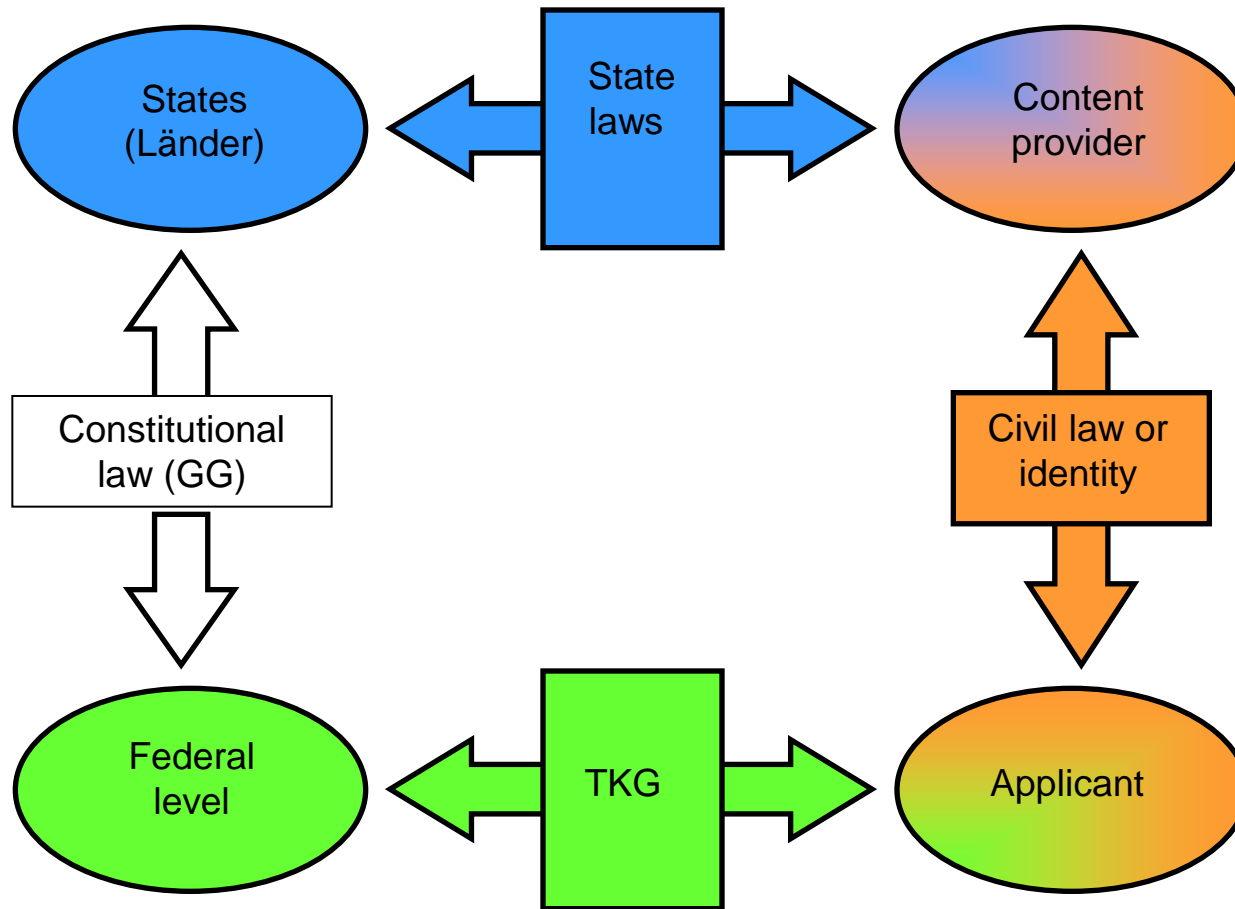 States
(Länder)
State
laws
Content
provider
Constitutional
law (GG)
Civil law or
identity
Federal
level
TKG
Applicant